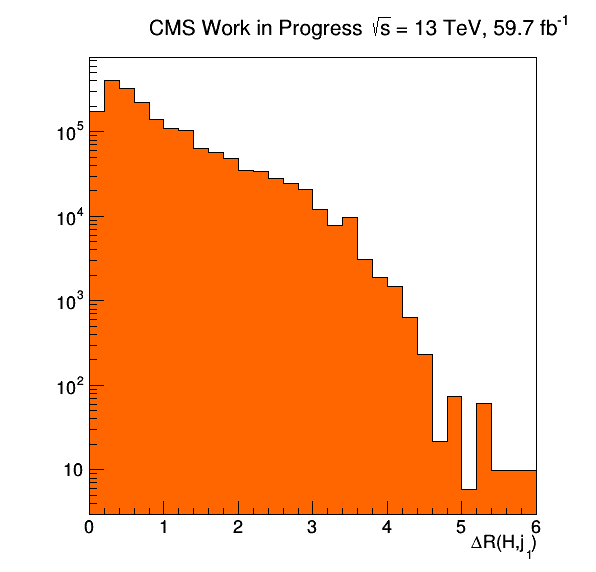 CMS Work in Progress √s = 13 TeV, 59.7 fb⁻¹
10⁵
10⁴
10³
10²
10
0 1 2 3 4 5 6
ΔR(H,j₁)